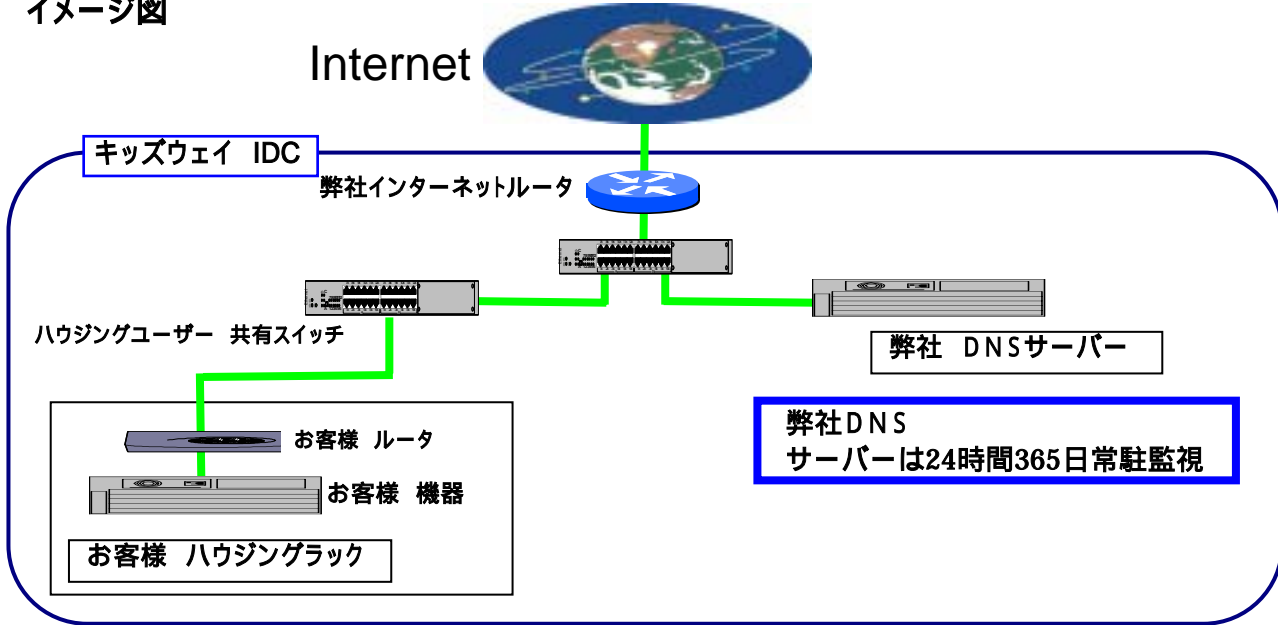 イメージ図
Internet
キッズウェイ IDC
弊社インターネットルータ
ハウジングユーザー 共有スイッチ
弊社 DNSサーバー
弊社DNS
サーバーは24時間365日常駐監視
お客様 ルータ
お客様 機器
お客様 ハウジングラック